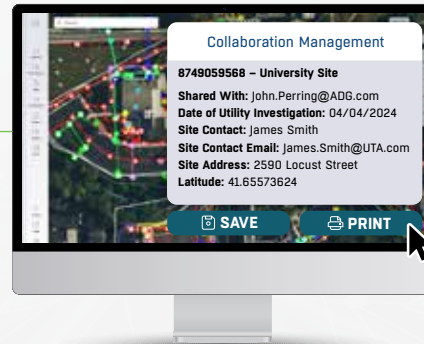 Collaboration Management
8749059568 – University Site
Shared With: John.Perring@ADG.com
Date of Utility Investigation: 04/04/2024
Site Contact: James Smith
Site Contact Email: James.Smith@UTA.com
Site Address: 2590 Locust Street
Latitude: 41.65573624
SAVE
PRINT